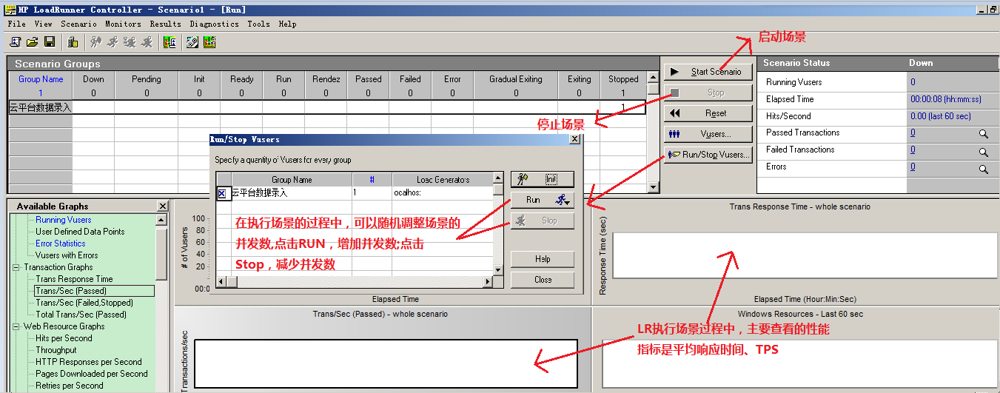 HP LoadRunner Controller - Scenario1 - [Run]
File View Scenario Monitors Results Diagnostics Tools Help
Scenario Groups
Group Name Down Pending Init Ready Run Rendez Passed Failed Error Gradual Exiting Exiting Stopped
1 0 0 0 0 0 0 0 0 0 0 0 1
云平台数据录入 1
Start Scenario
Stop
Reset
Vusers...
Run/Stop Vusers...
启动场景
停止场景
Scenario Status Down
Running Vusers 0
Elapsed Time 00:00:08 (hh:mm:ss)
Hits/Second 0.00 (last 60 sec)
Passed Transactions 0
Failed Transactions 0
Errors 0
Run/Stop Vusers
Specify a quantity of Vusers for every group
Group Name # Load Generators
云平台数据录入 1 ocalhos:
Init
Run
Stop
Help
Close
在执行场景的过程中，可以随机调整场景的
并发数,点击RUN，增加并发数;点击
Stop，减少并发数
Available Graphs
Running Vusers
User Defined Data Points
Error Statistics
Vusers with Errors
Transaction Graphs
Trans Response Time
Trans/Sec (Passed)
Trans/Sec (Failed,Stopped)
Total Trans/Sec (Passed)
Web Resource Graphs
Hits per Second
Throughput
HTTP Responses per Second
Pages Downloaded per Second
Retries per Second
# of Vusers
100
80
60
40
20
00:0
Elapsed Time
Trans Response Time - whole scenario
Response Time (sec)
Elapsed Time (Hour:Min:Sec)
Trans/Sec (Passed) - whole scenario
Transactions/sec
Windows Resources - Last 60 sec
LR执行场景过程中，主要查看的性能
指标是平均响应时间、TPS